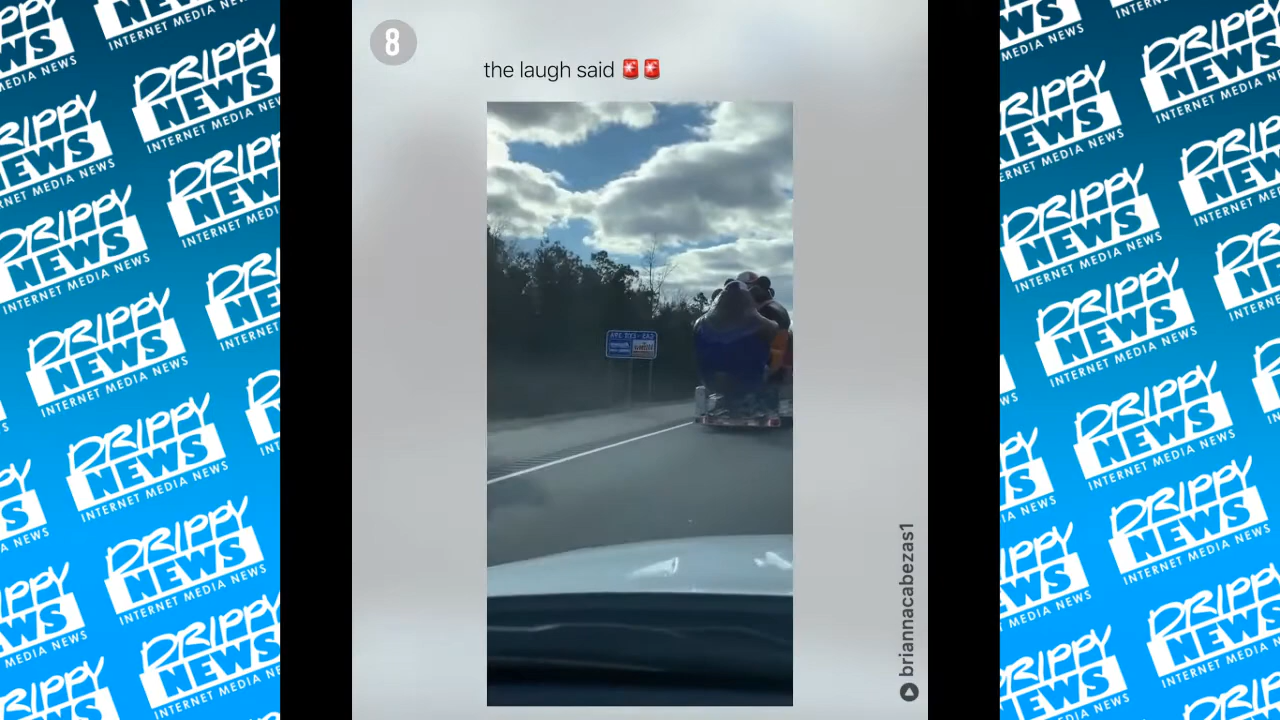 8
the laugh said 🚨🚨
briannacabezas1
DRIPPY
NEWS
INTERNET MEDIA NEWS